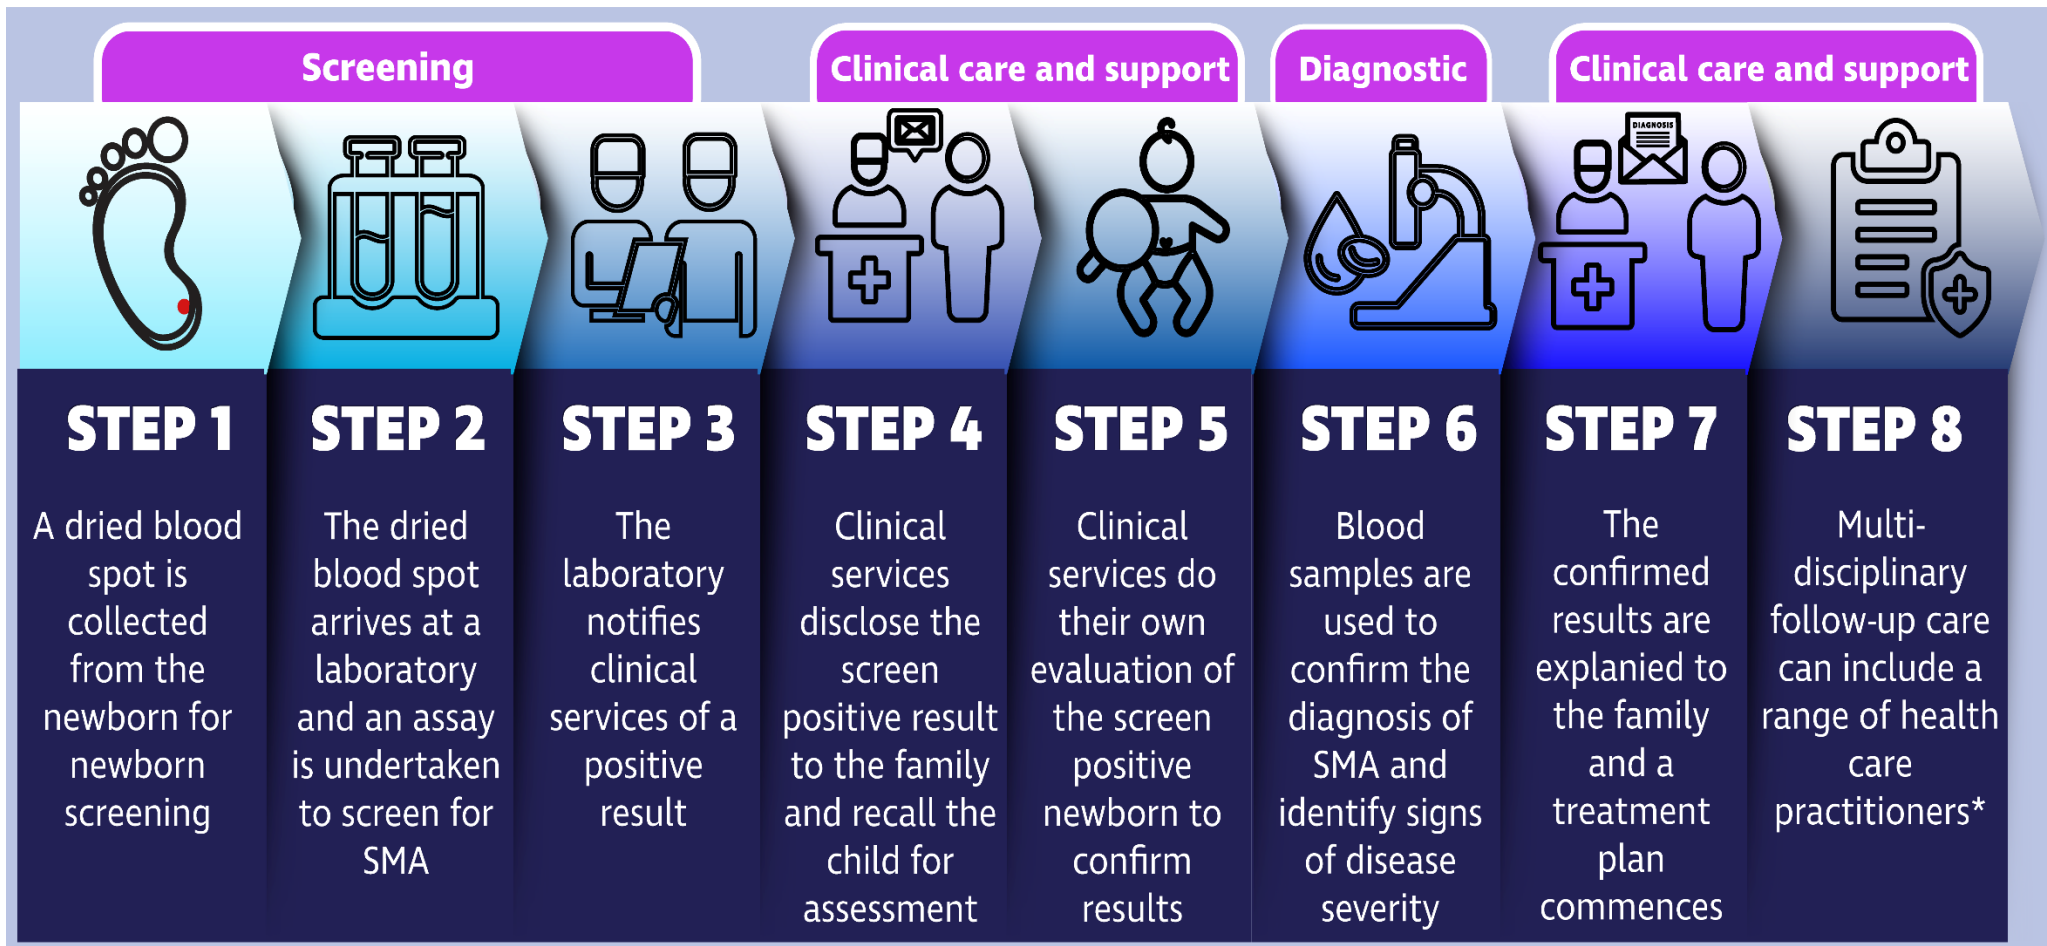 Screening
Clinical care and support
Diagnostic
Clinical care and support
DIAGNOSIS
STEP 1
A dried blood
spot is
collected
from the
newborn for
newborn
screening
STEP 2
The dried
blood spot
arrives at a
laboratory
and an assay
is undertaken
to screen for
SMA
STEP 3
The
laboratory
notifies
clinical
services of a
positive
result
STEP 4
Clinical
services
disclose the
screen
positive result
to the family
and recall the
child for
assessment
STEP 5
Clinical
services do
their own
evaluation of
the screen
positive
newborn to
confirm
results
STEP 6
Blood
samples are
used to
confirm the
diagnosis of
SMA and
identify signs
of disease
severity
STEP 7
The
confirmed
results are
explanied to
the family
and a
treatment
plan
commences
STEP 8
Multi-
disciplinary
follow-up care
can include a
range of health
care
practitioners*